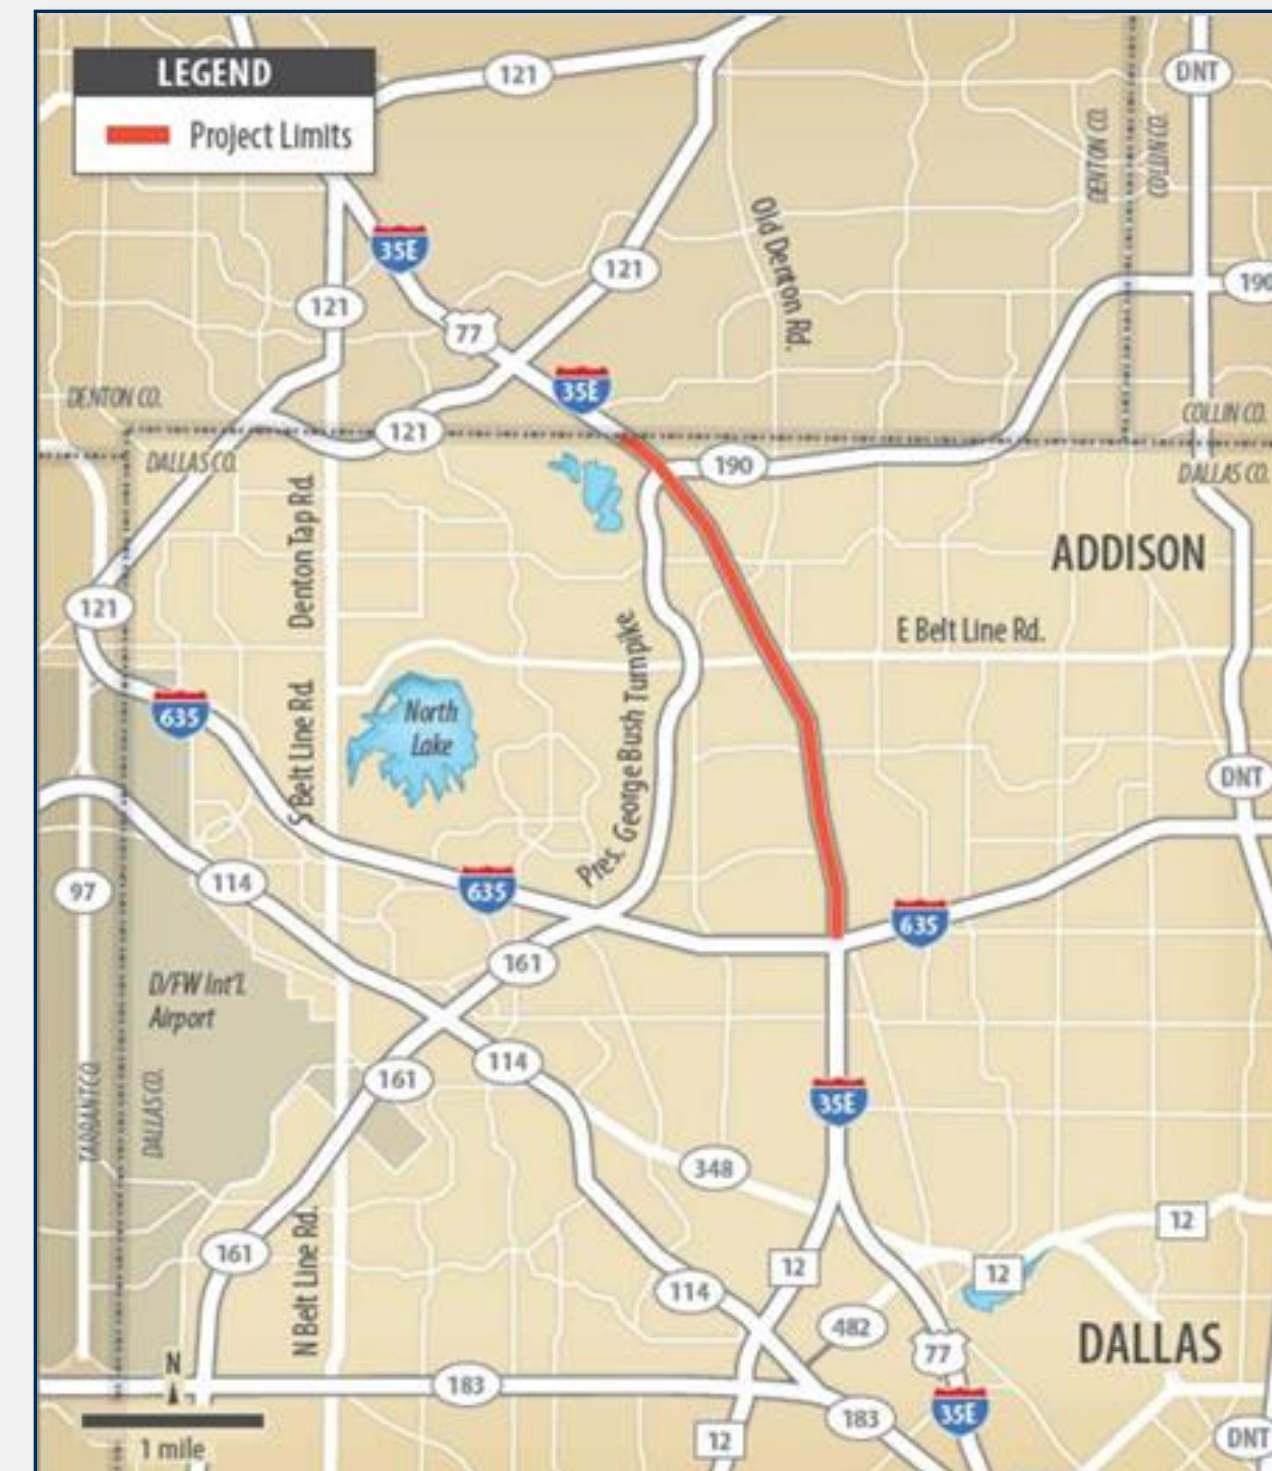 LEGEND
Project Limits
121
DNT
DENTON CO.
COLLIN CO.
Old Denton Rd.
35E
121
121
190
77
35E
DENTON CO.
COLLIN CO.
121
DALLAS CO.
190
DALLAS CO.
Denton Tap Rd.
ADDISON
121
E Belt Line Rd.
635
S Belt Line Rd.
North
Lake
Pres. George Bush Turnpike
DNT
97
114
635
635
161
D/FW Int'l.
Airport
114
161
TARRANT CO.
DALLAS CO.
35E
348
12
161
N Belt Line Rd.
12
12
114
482
77
DALLAS
N
183
35E
183
12
DNT
1 mile